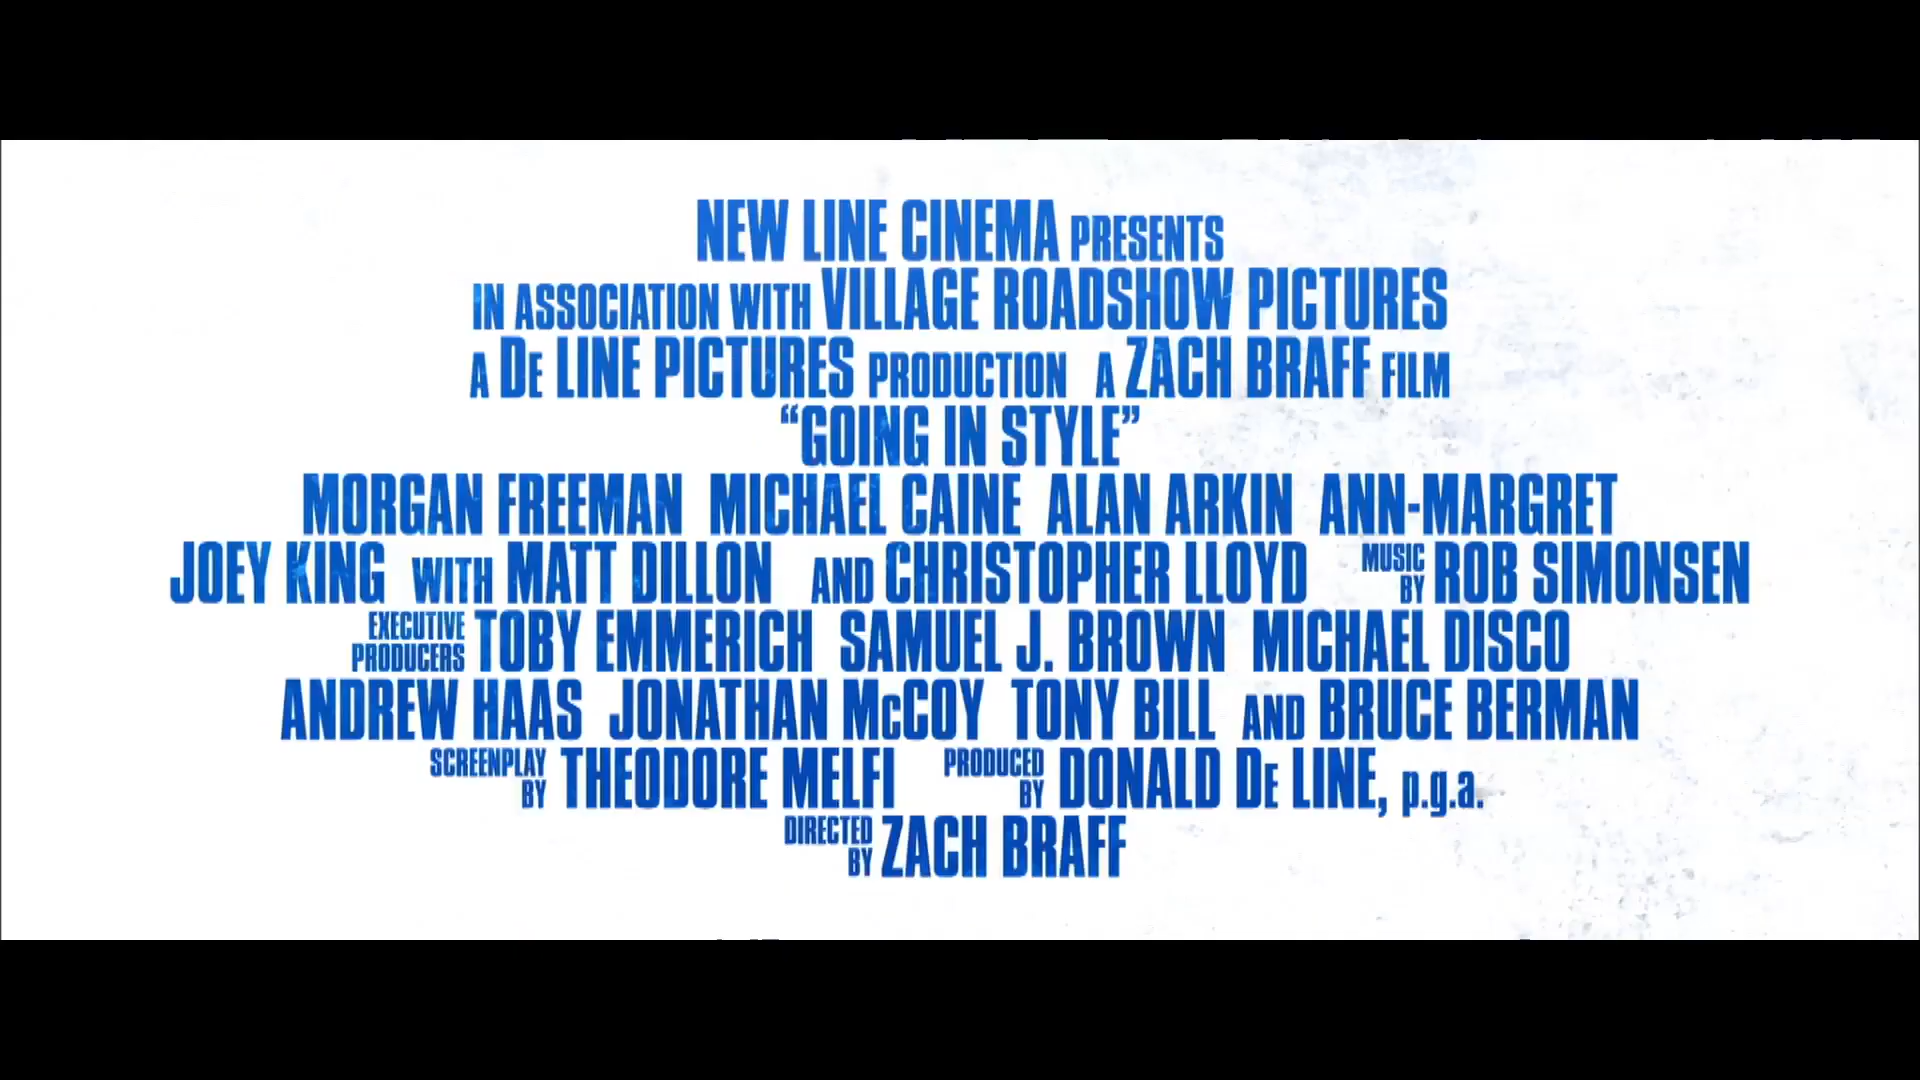 NEW LINE CINEMA PRESENTS
IN ASSOCIATION WITH VILLAGE ROADSHOW PICTURES
A De LINE PICTURES PRODUCTION A ZACH BRAFF FILM
“GOING IN STYLE”
MORGAN FREEMAN MICHAEL CAINE ALAN ARKIN ANN-MARGRET
JOEY KING WITH MATT DILLON AND CHRISTOPHER LLOYD MUSIC BY ROB SIMONSEN
EXECUTIVE PRODUCERS TOBY EMMERICH SAMUEL J. BROWN MICHAEL DISCO
ANDREW HAAS JONATHAN McCOY TONY BILL AND BRUCE BERMAN
SCREENPLAY BY THEODORE MELFI PRODUCED BY DONALD De LINE, p.g.a.
DIRECTED BY ZACH BRAFF